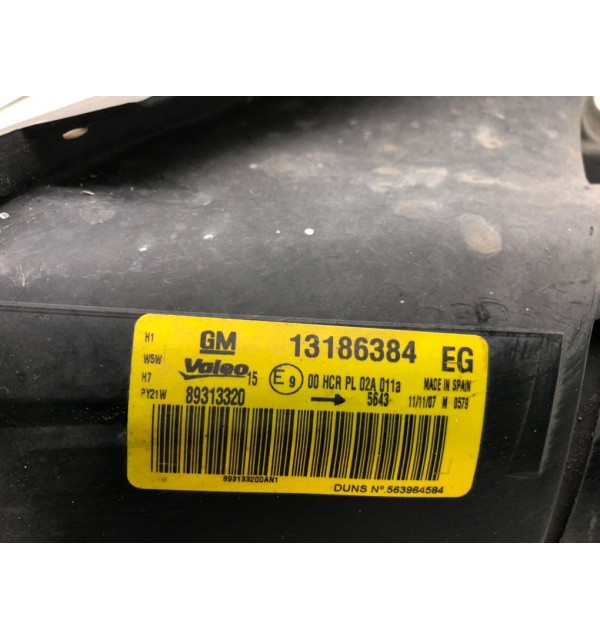 H1 GM 13186384 EG
W5W Valeo 15 E9 00 HCR PL 02A 011a MADE IN SPAIN
H7 → 5643 11/11/07 M 0579
PY21W 89313320
893133200AN1
DUNS Nº.563964584